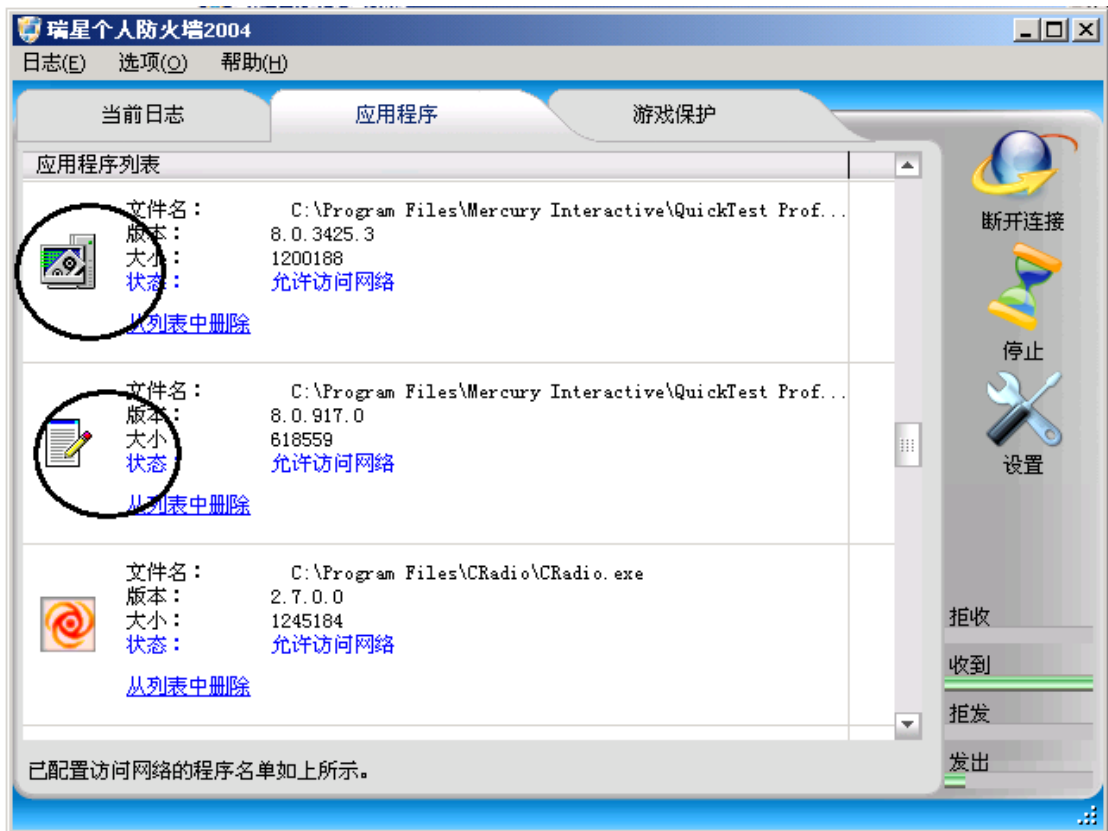 瑞星个人防火墙2004
日志(E) 选项(O) 帮助(H)
当前日志 应用程序 游戏保护
应用程序列表
文件名： C:\Program Files\Mercury Interactive\QuickTest Prof...
版本： 8.0.3425.3
大小： 1200188
状态： 允许访问网络
从列表中删除
文件名： C:\Program Files\Mercury Interactive\QuickTest Prof...
版本： 8.0.917.0
大小 618559
状态 允许访问网络
从列表中删除
文件名： C:\Program Files\CRadio\CRadio.exe
版本： 2.7.0.0
大小： 1245184
状态： 允许访问网络
从列表中删除
已配置访问网络的程序名单如上所示。
断开连接
停止
设置
拒收
收到
拒发
发出